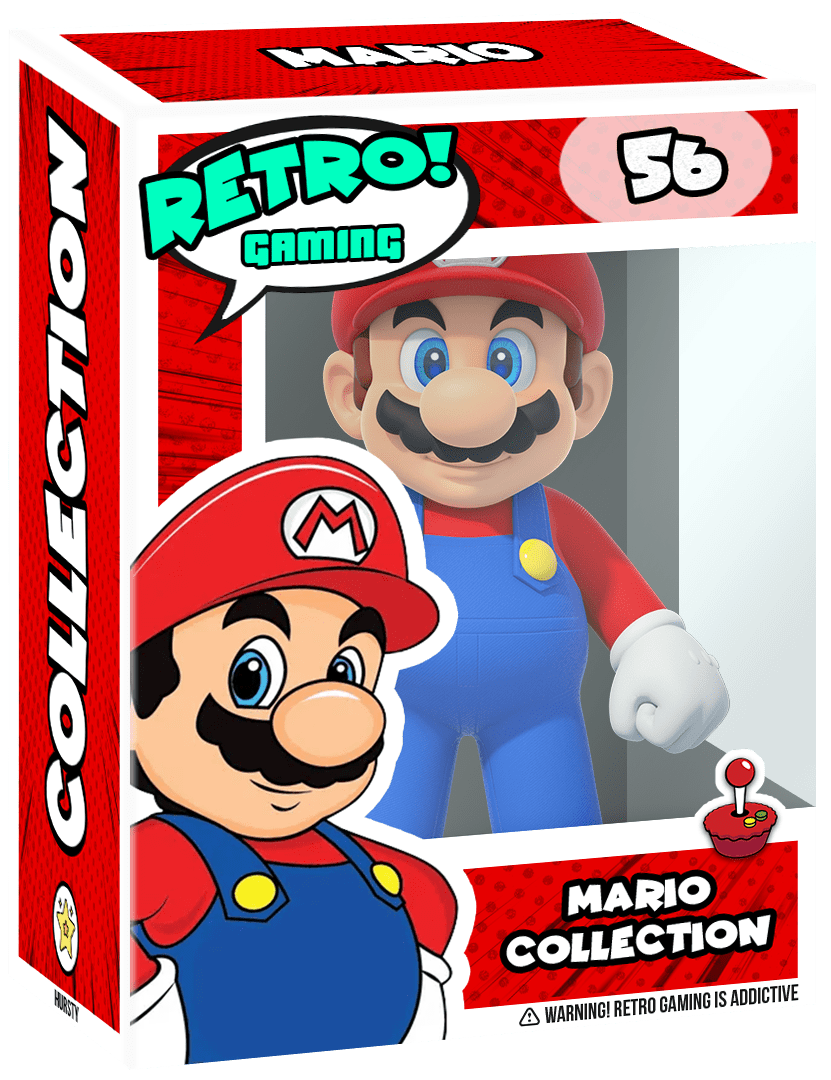 MARIO
RETRO!
GAMING
56
COLLECTION
M
MARIO
COLLECTION
⚠ WARNING! RETRO GAMING IS ADDICTIVE
HURSTY